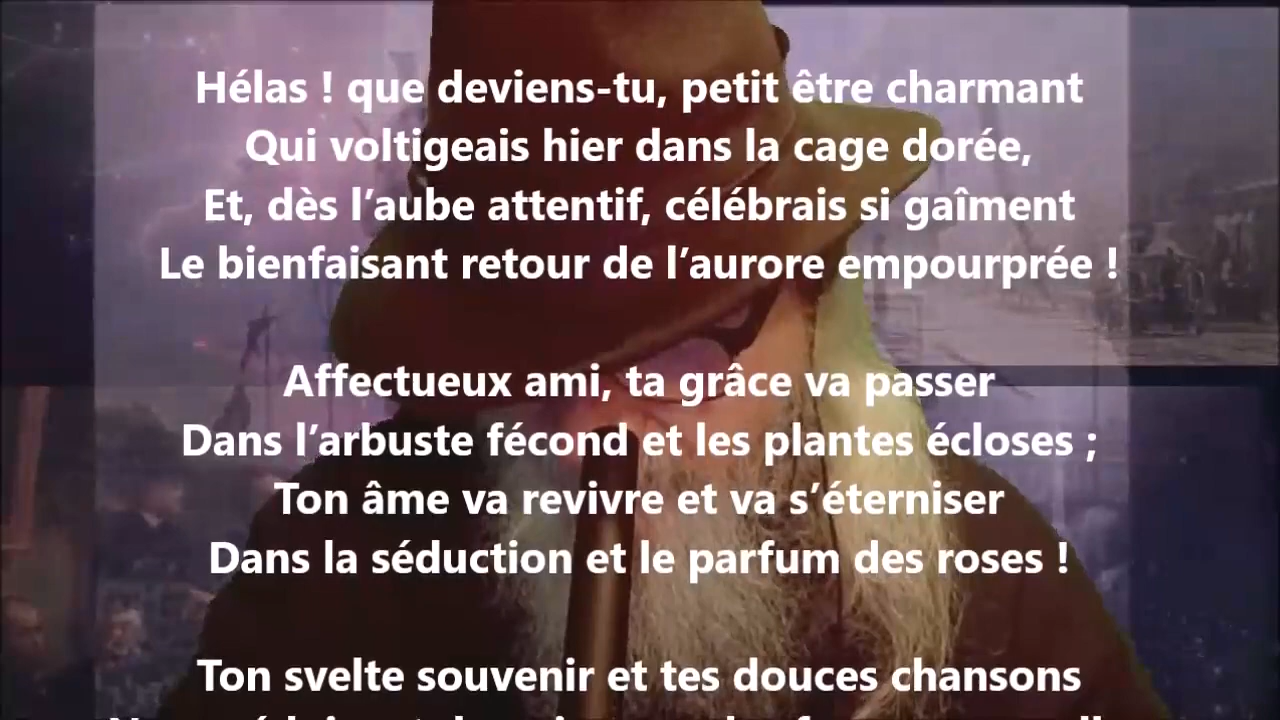 Hélas ! que deviens-tu, petit être charmant
Qui voltigeais hier dans la cage dorée,
Et, dès l’aube attentif, célébrais si gaîment
Le bienfaisant retour de l’aurore empourprée !
Affectueux ami, ta grâce va passer
Dans l’arbuste fécond et les plantes écloses ;
Ton âme va revivre et va s’éterniser
Dans la séduction et le parfum des roses !
Ton svelte souvenir et tes douces chansons